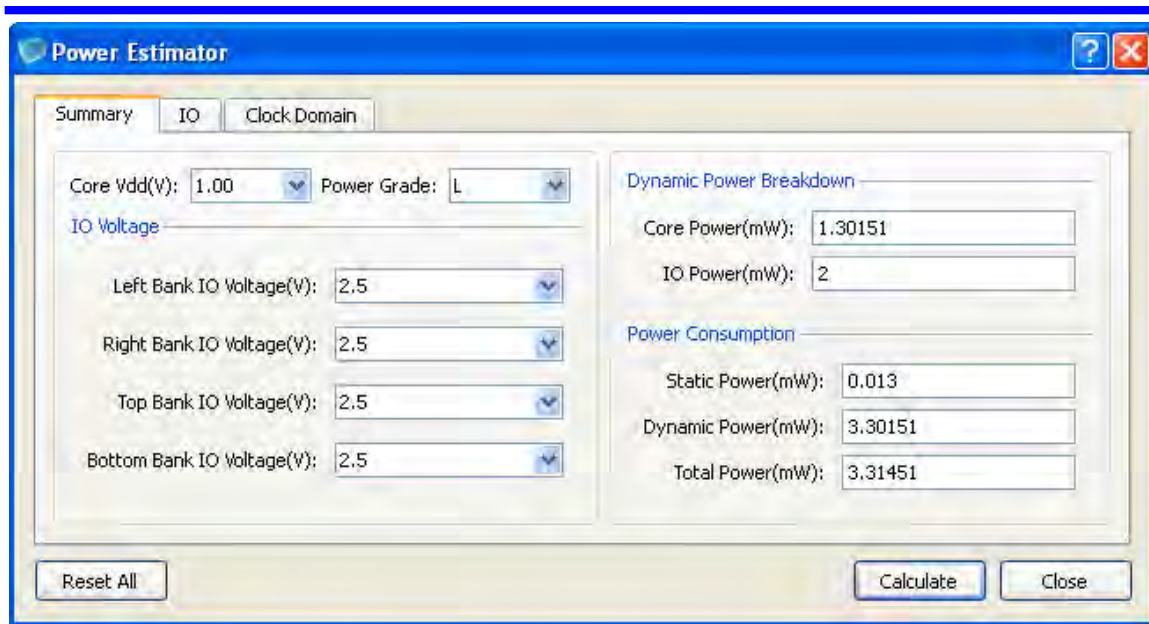 Power Estimator
Summary IO Clock Domain
Core Vdd(V): 1.00 Power Grade: L
IO Voltage
Left Bank IO Voltage(V): 2.5
Right Bank IO Voltage(V): 2.5
Top Bank IO Voltage(V): 2.5
Bottom Bank IO Voltage(V): 2.5
Dynamic Power Breakdown
Core Power(mW): 1.30151
IO Power(mW): 2
Power Consumption
Static Power(mW): 0.013
Dynamic Power(mW): 3.30151
Total Power(mW): 3.31451
Reset All Calculate Close